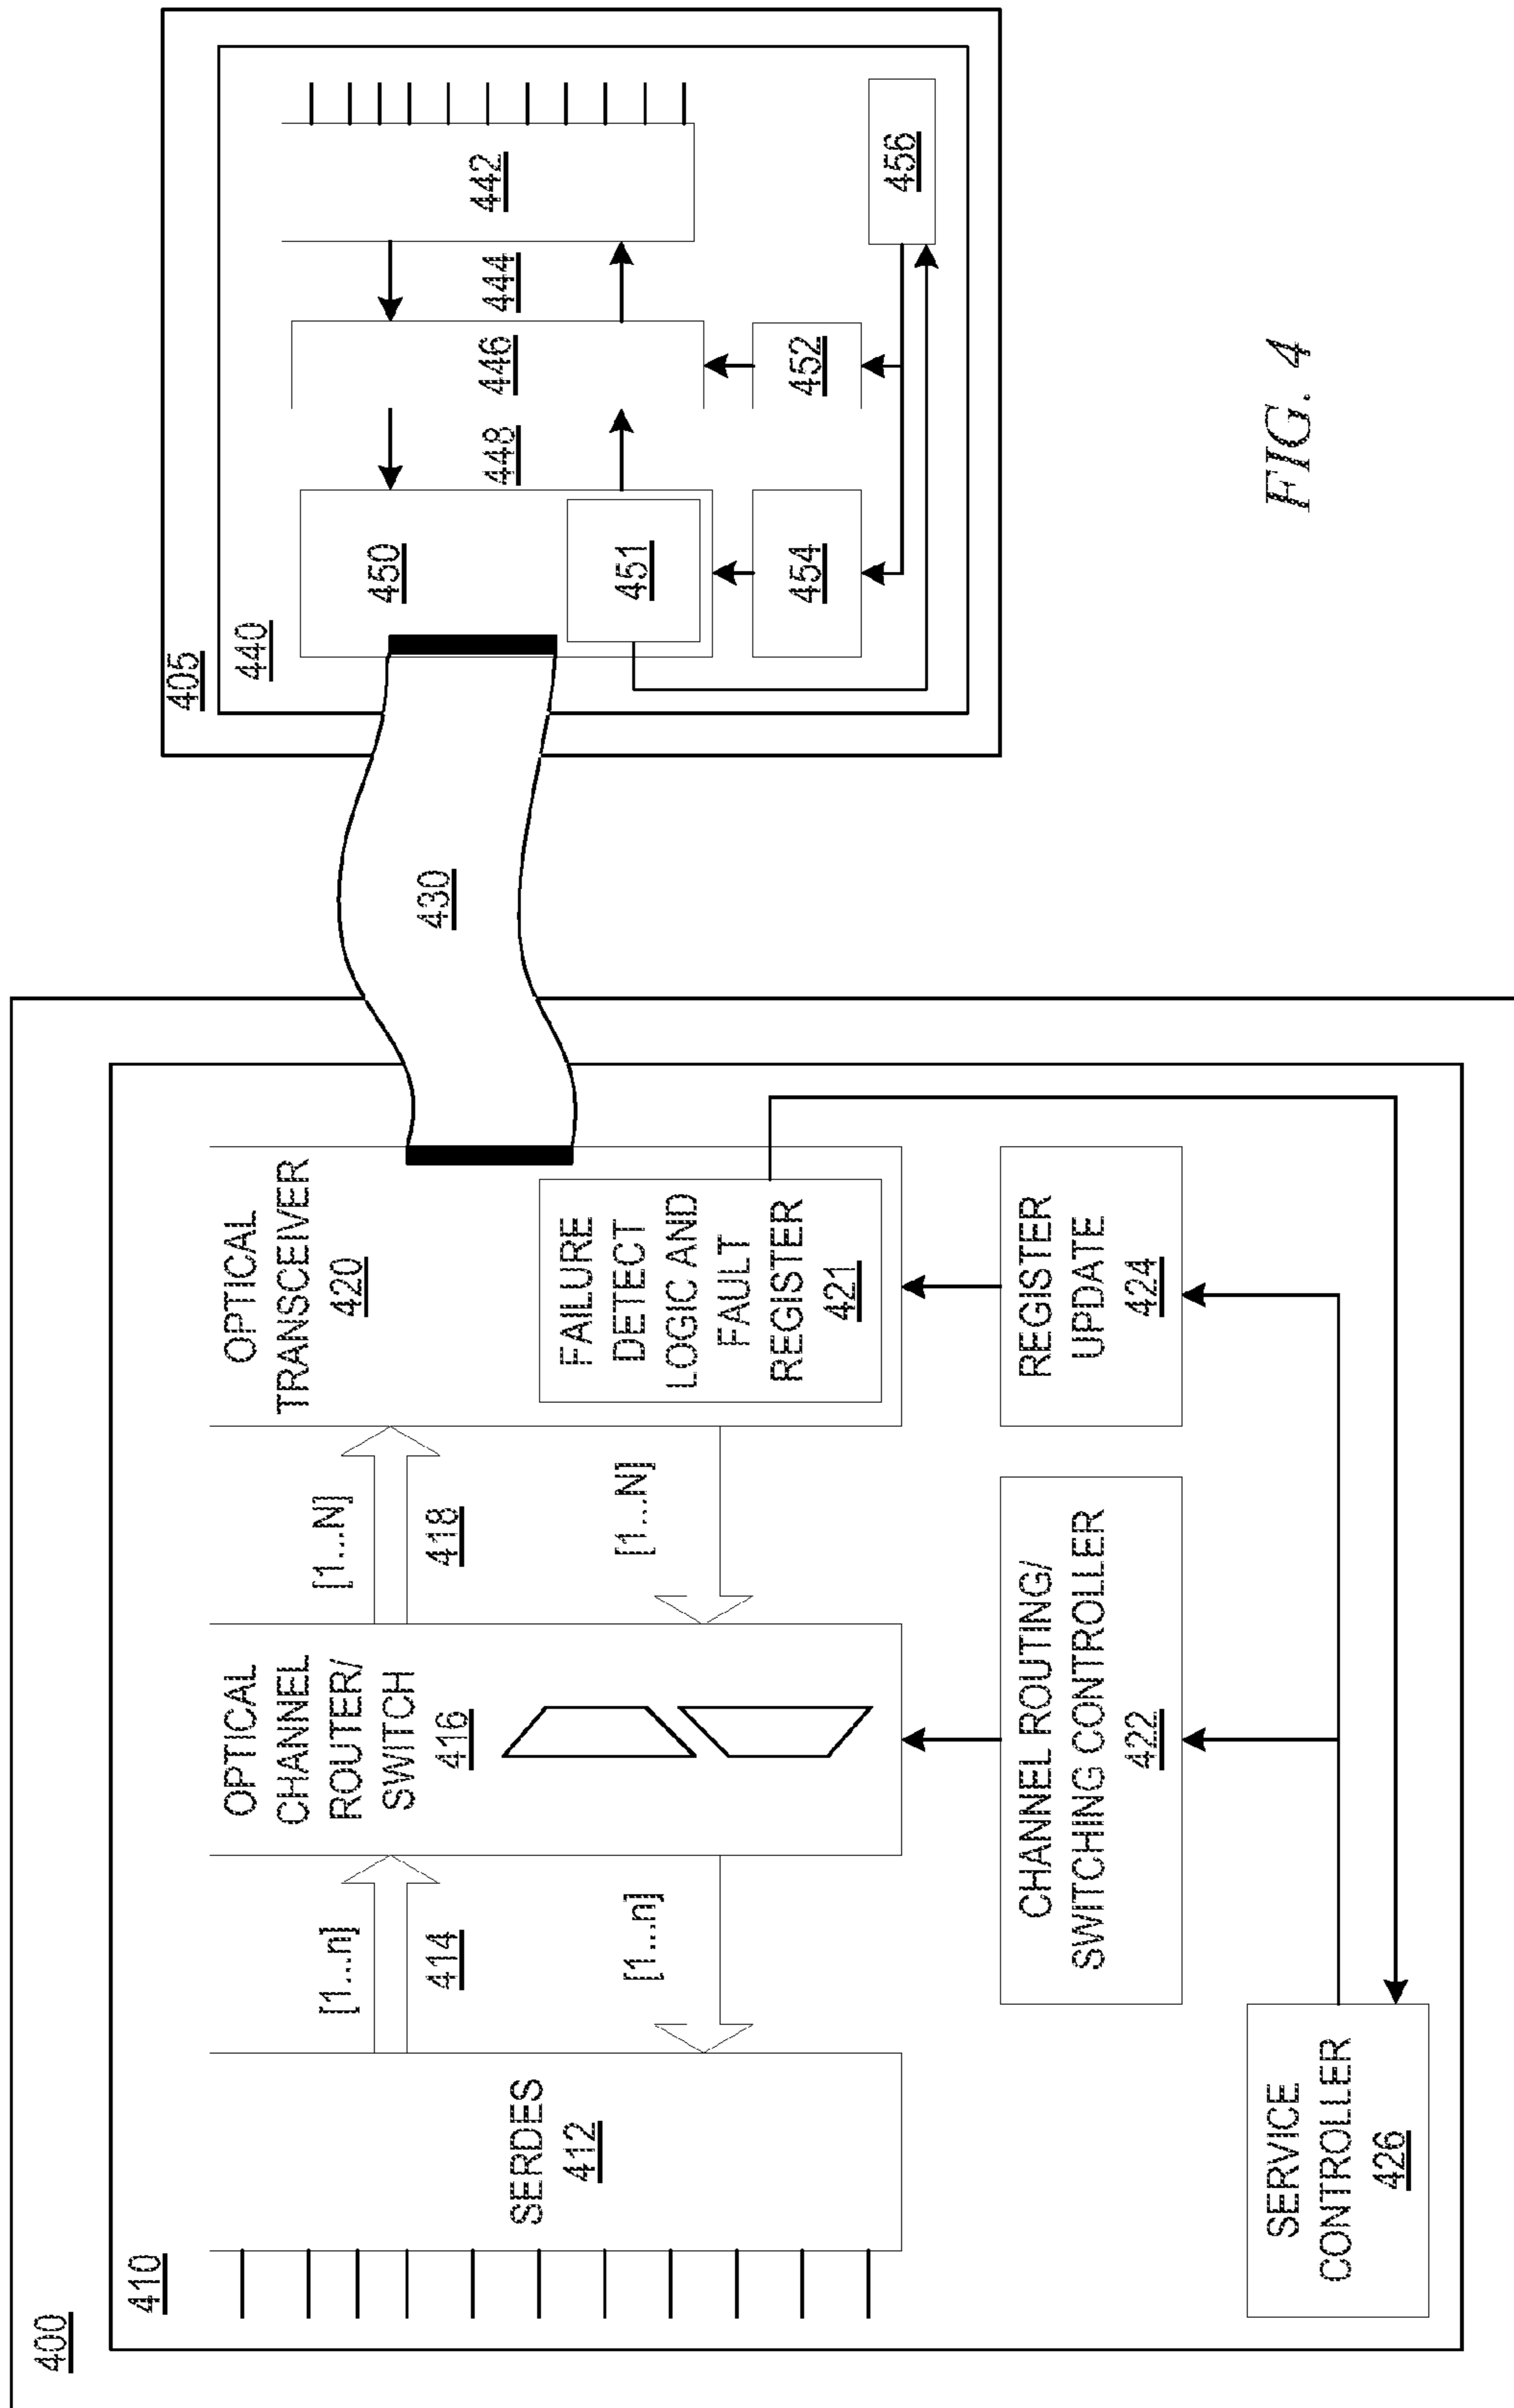 400
410
SERDES
412
[1...n]
414
[1...n]
OPTICAL
CHANNEL
ROUTER/
SWITCH
416
[1...N]
418
[1...N]
OPTICAL
TRANSCEIVER
420
FAILURE
DETECT
LOGIC AND
FAULT
REGISTER
421
CHANNEL ROUTING/
SWITCHING CONTROLLER
422
REGISTER
UPDATE
424
SERVICE
CONTROLLER
426
430
405
440
450
451
448
446
444
442
454
452
456
FIG. 4